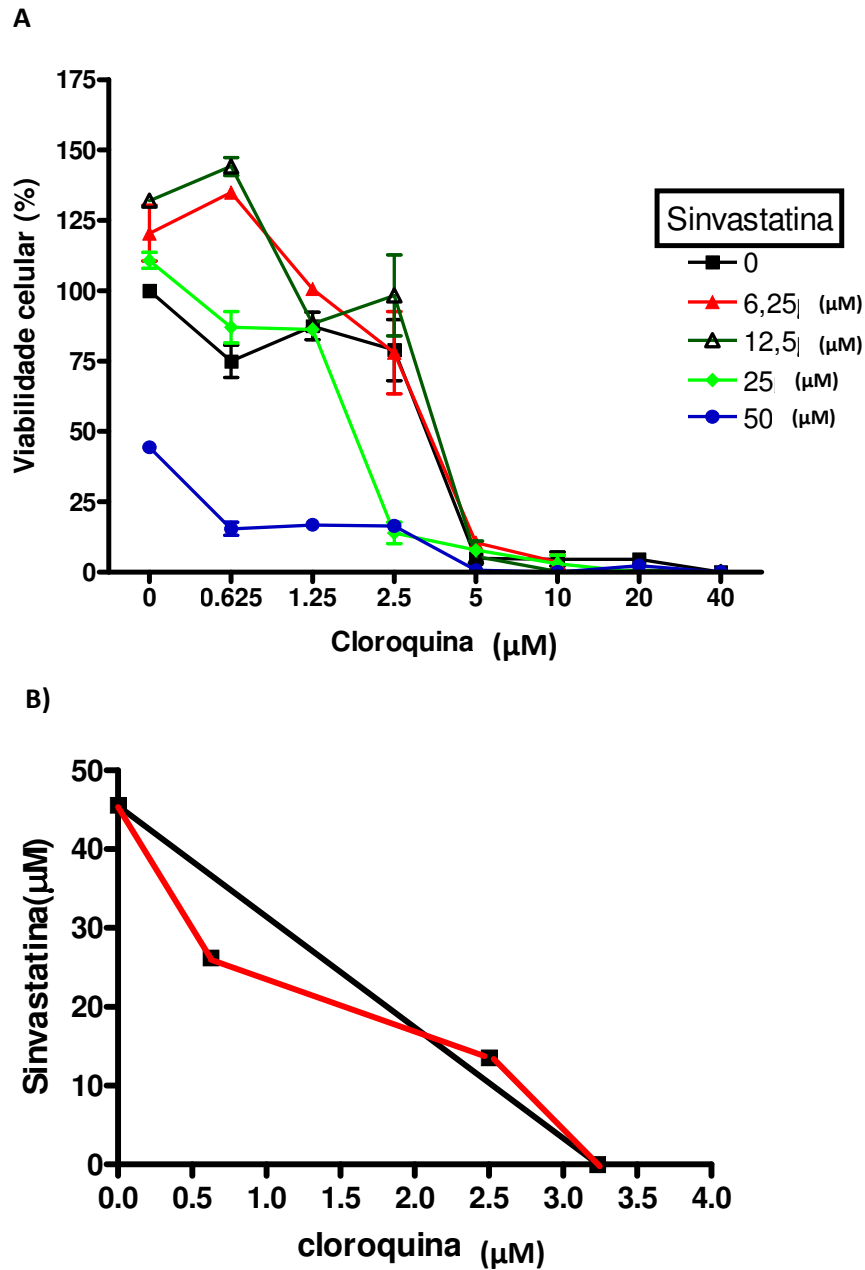 A
175
150
125
100
75
50
25
0
Viabilidade celular (%)
0 0.625 1.25 2.5 5 10 20 40
Cloroquina (µM)
Sinvastatina
0
6,25 (µM)
12,5 (µM)
25 (µM)
50 (µM)
B)
50
40
30
20
10
0
Sinvastatina(µM)
0.0 0.5 1.0 1.5 2.0 2.5 3.0 3.5 4.0
cloroquina (µM)